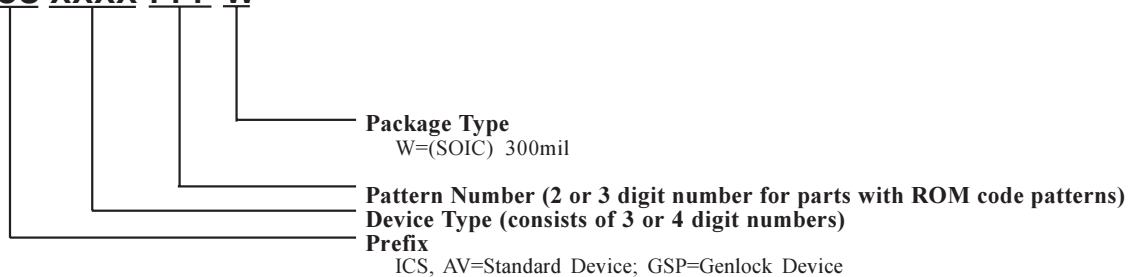 Package Type
W=(SOIC) 300mil
Pattern Number (2 or 3 digit number for parts with ROM code patterns)
Device Type (consists of 3 or 4 digit numbers)
Prefix
ICS, AV=Standard Device; GSP=Genlock Device